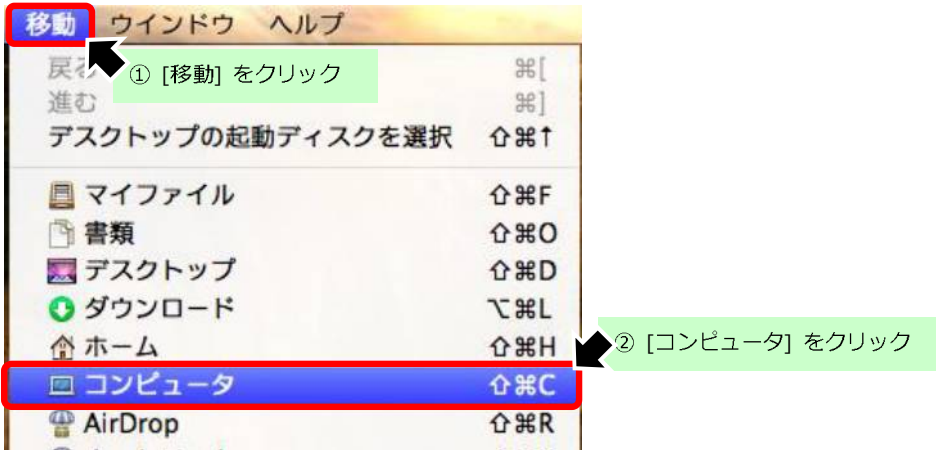 移動 ウインドウ ヘルプ
① [移動] をクリック
戻る ⌘[
進む ⌘]
デスクトップの起動ディスクを選択 ⇧⌘↑
マイファイル ⇧⌘F
書類 ⇧⌘O
デスクトップ ⇧⌘D
ダウンロード ⌥⌘L
ホーム ⇧⌘H
② [コンピュータ] をクリック
コンピュータ ⇧⌘C
AirDrop ⇧⌘R